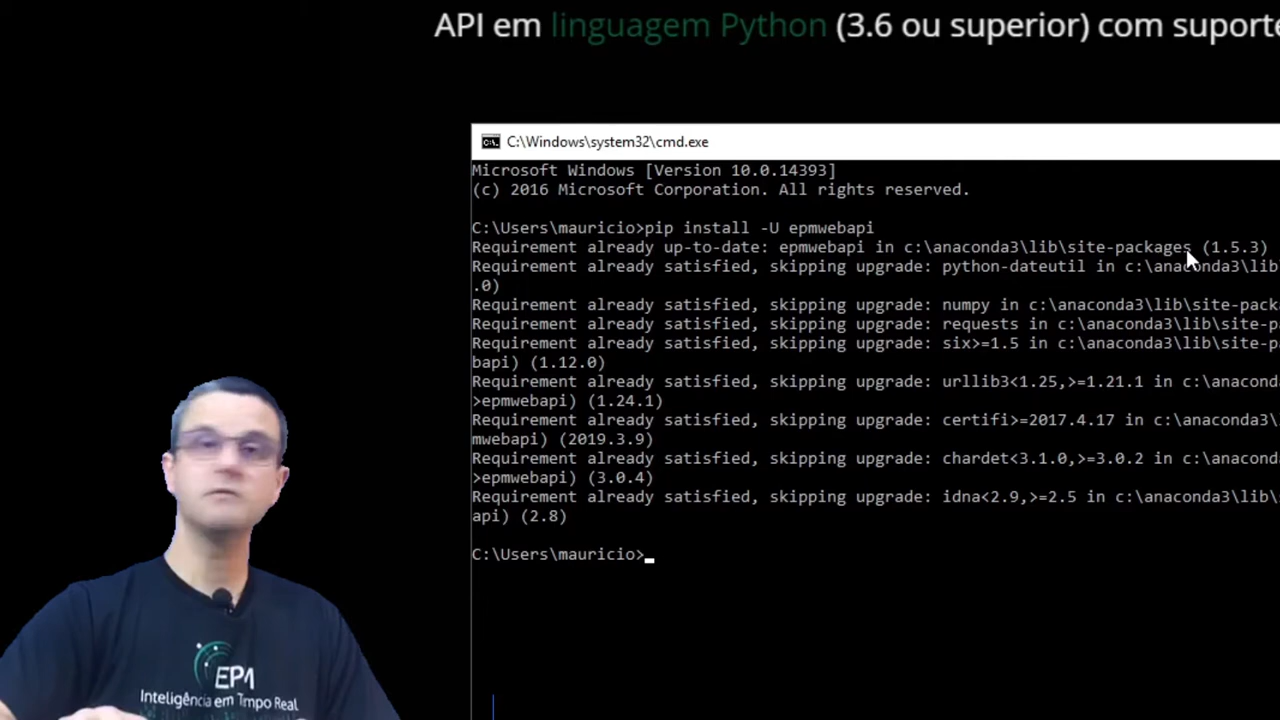 API em linguagem Python (3.6 ou superior) com suporte
C:\Windows\system32\cmd.exe
Microsoft Windows [Version 10.0.14393]
(c) 2016 Microsoft Corporation. All rights reserved.
C:\Users\mauricio>pip install -U epmwebapi
Requirement already up-to-date: epmwebapi in c:\anaconda3\lib\site-packages (1.5.3)
Requirement already satisfied, skipping upgrade: python-dateutil in c:\anaconda3\lib
.0)
Requirement already satisfied, skipping upgrade: numpy in c:\anaconda3\lib\site-pack
Requirement already satisfied, skipping upgrade: requests in c:\anaconda3\lib\site-p
Requirement already satisfied, skipping upgrade: six>=1.5 in c:\anaconda3\lib\site-p
bapi) (1.12.0)
Requirement already satisfied, skipping upgrade: urllib3<1.25,>=1.21.1 in c:\anacond
>epmwebapi) (1.24.1)
Requirement already satisfied, skipping upgrade: certifi>=2017.4.17 in c:\anaconda3\
mwebapi) (2019.3.9)
Requirement already satisfied, skipping upgrade: chardet<3.1.0,>=3.0.2 in c:\anacond
>epmwebapi) (3.0.4)
Requirement already satisfied, skipping upgrade: idna<2.9,>=2.5 in c:\anaconda3\lib\
api) (2.8)
C:\Users\mauricio>
EPM
Inteligência em Tempo Real